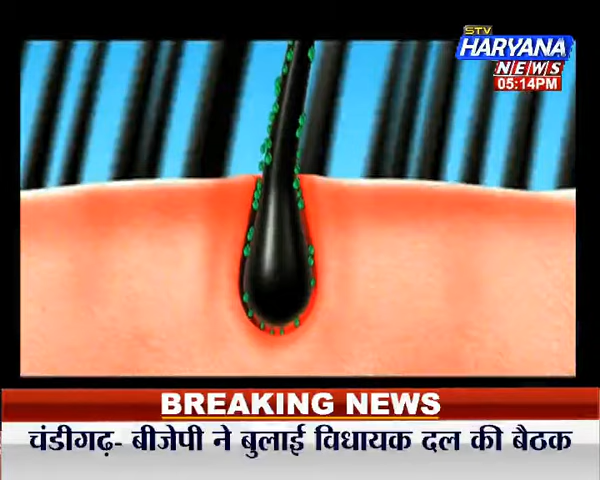 STV
HARYANA
NEWS
05:14PM
BREAKING NEWS
चंडीगढ़- बीजेपी ने बुलाई विधायक दल की बैठक